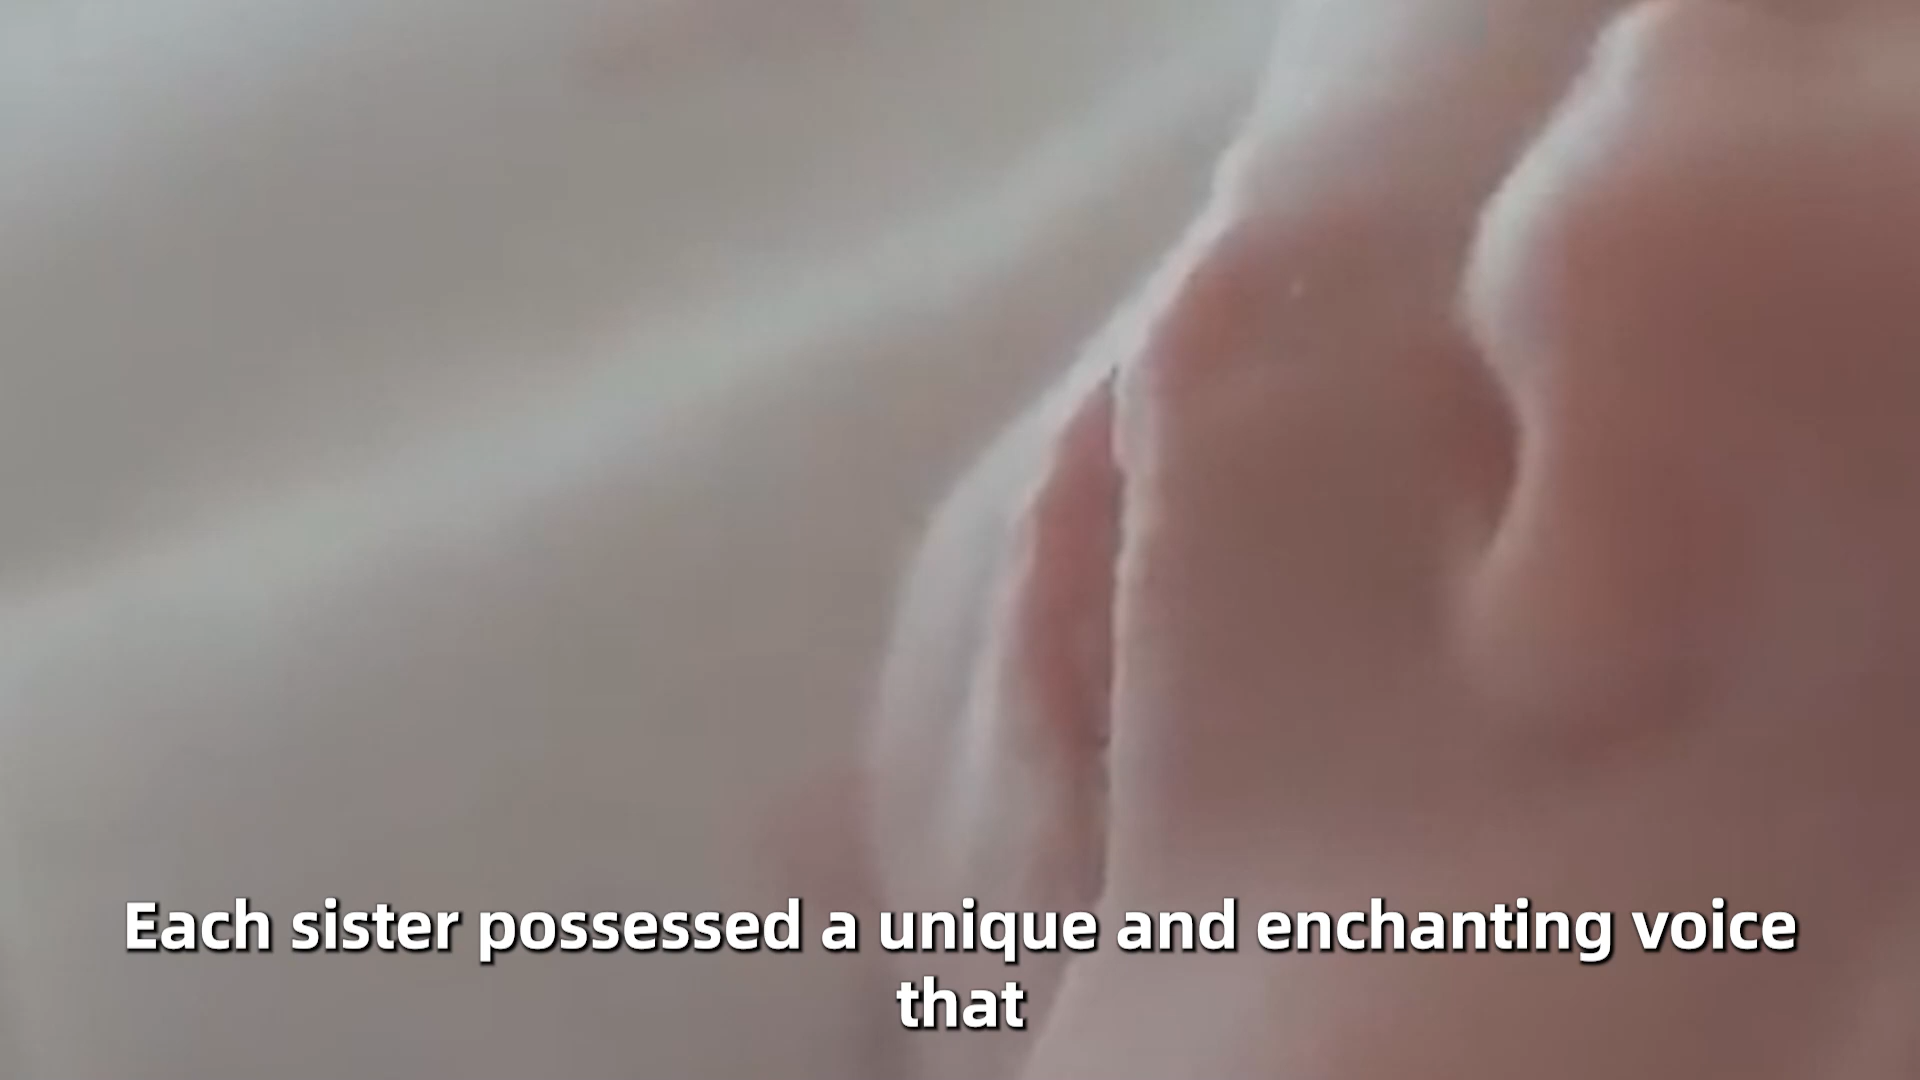 Each sister possessed a unique and enchanting voice
that